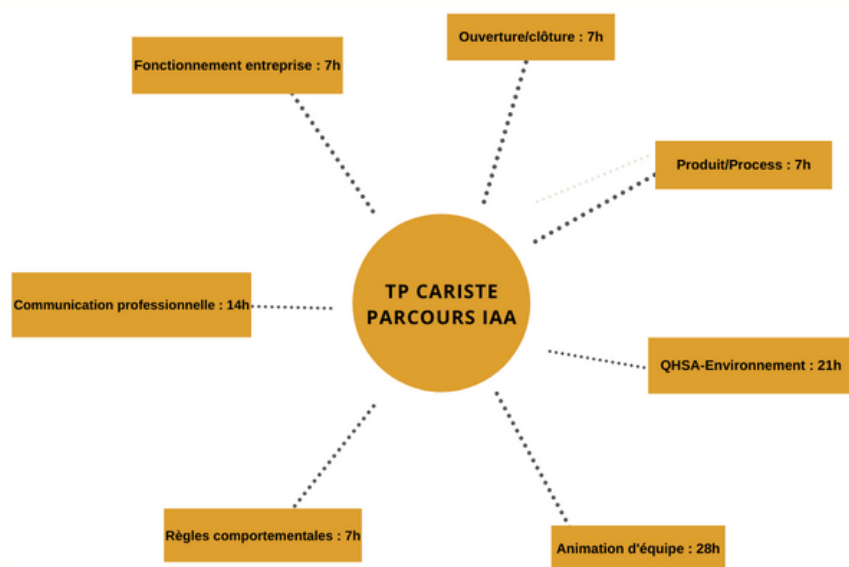 Ouverture/clôture : 7h
Fonctionnement entreprise : 7h
Produit/Process : 7h
TP CARISTE
PARCOURS IAA
Communication professionnelle : 14h
QHSA-Environnement : 21h
Règles comportementales : 7h
Animation d'équipe : 28h